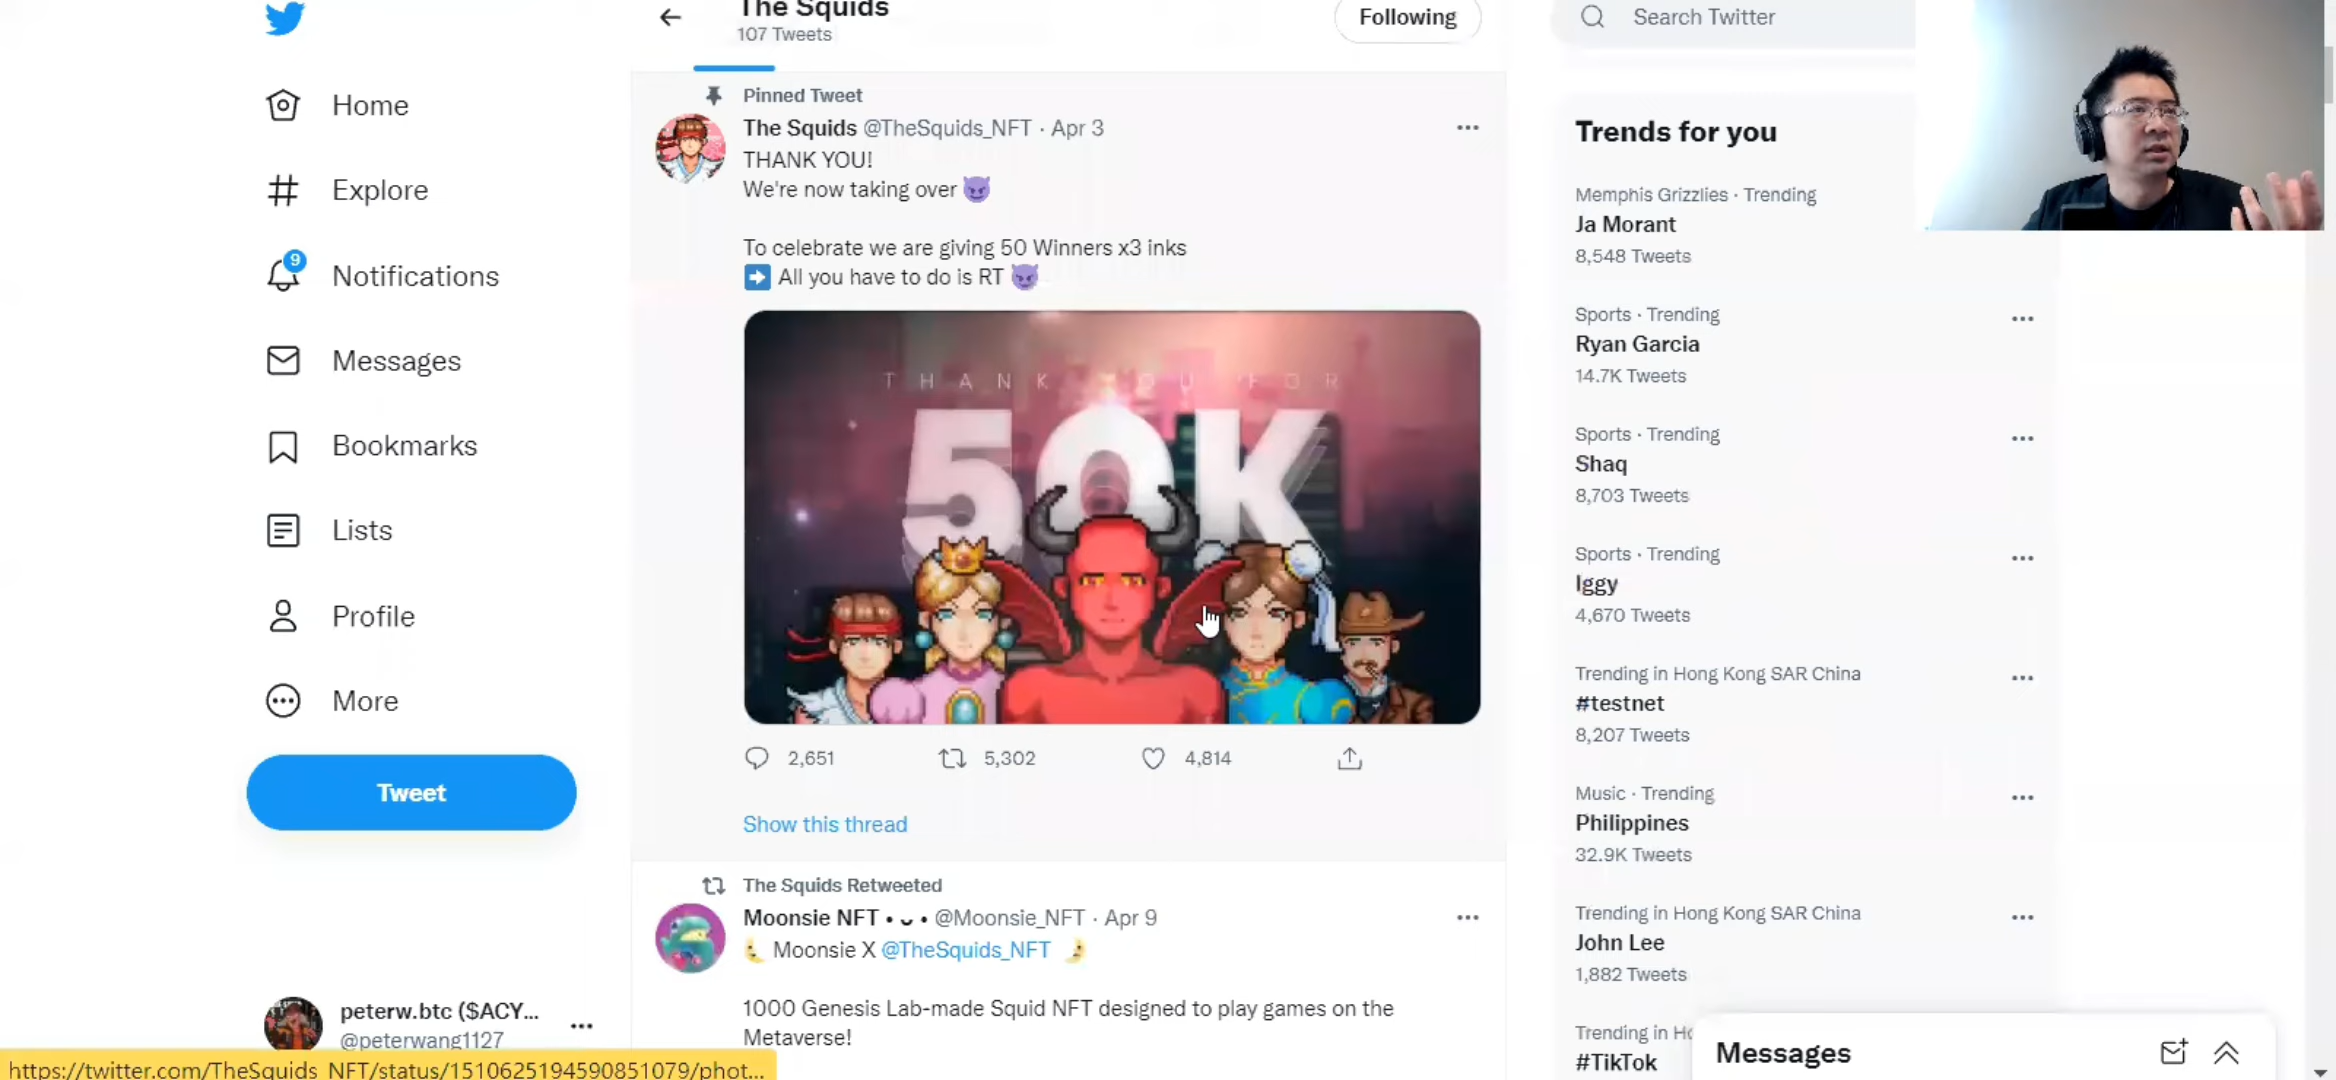 The Squids
107 Tweets
Following
Search Twitter
Home
Explore
9
Notifications
Messages
Bookmarks
Lists
Profile
More
Tweet
peterw.btc ($ACY...
@peterwang1127
Pinned Tweet
The Squids @TheSquids_NFT · Apr 3
THANK YOU!
We're now taking over 😈
To celebrate we are giving 50 Winners x3 inks
➡️ All you have to do is RT 😈
THANK YOU FOR
50K
2,651
5,302
4,814
Show this thread
The Squids Retweeted
Moonsie NFT • ᴗ • @Moonsie_NFT · Apr 9
🌜 Moonsie X @TheSquids_NFT 🌛
1000 Genesis Lab-made Squid NFT designed to play games on the
Metaverse!
Trends for you
Memphis Grizzlies · Trending
Ja Morant
8,548 Tweets
Sports · Trending
Ryan Garcia
14.7K Tweets
Sports · Trending
Shaq
8,703 Tweets
Sports · Trending
Iggy
4,670 Tweets
Trending in Hong Kong SAR China
#testnet
8,207 Tweets
Music · Trending
Philippines
32.9K Tweets
Trending in Hong Kong SAR China
John Lee
1,882 Tweets
Trending in
#TikTok
Messages
https://twitter.com/TheSquids_NFT/status/1510625194590851079/phot...